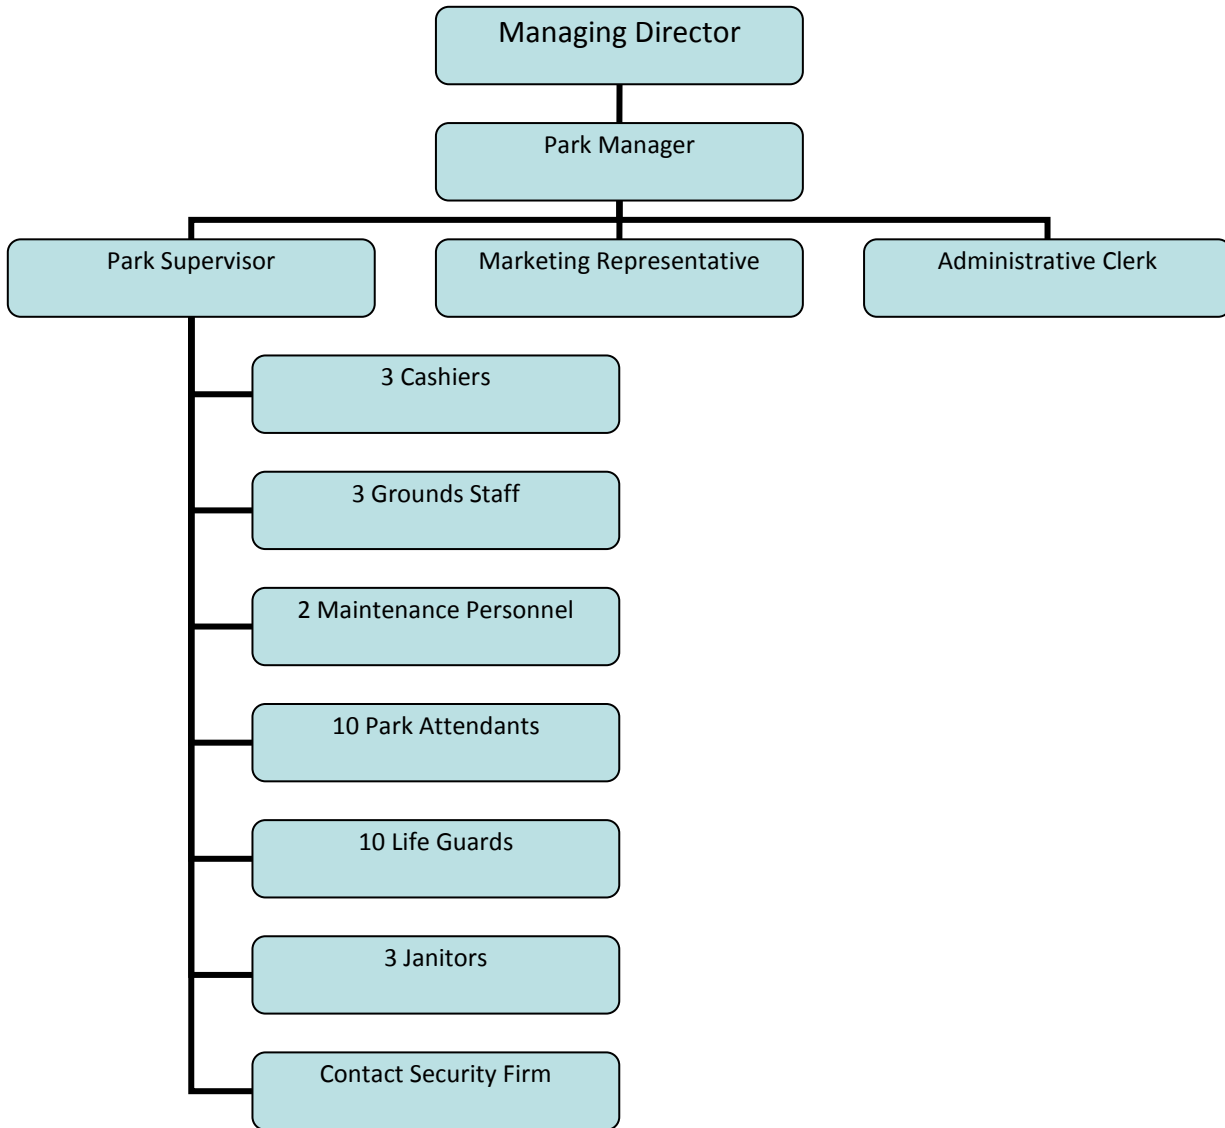 Managing Director
Park Manager
Park Supervisor
Marketing Representative
Administrative Clerk
3 Cashiers
3 Grounds Staff
2 Maintenance Personnel
10 Park Attendants
10 Life Guards
3 Janitors
Contact Security Firm